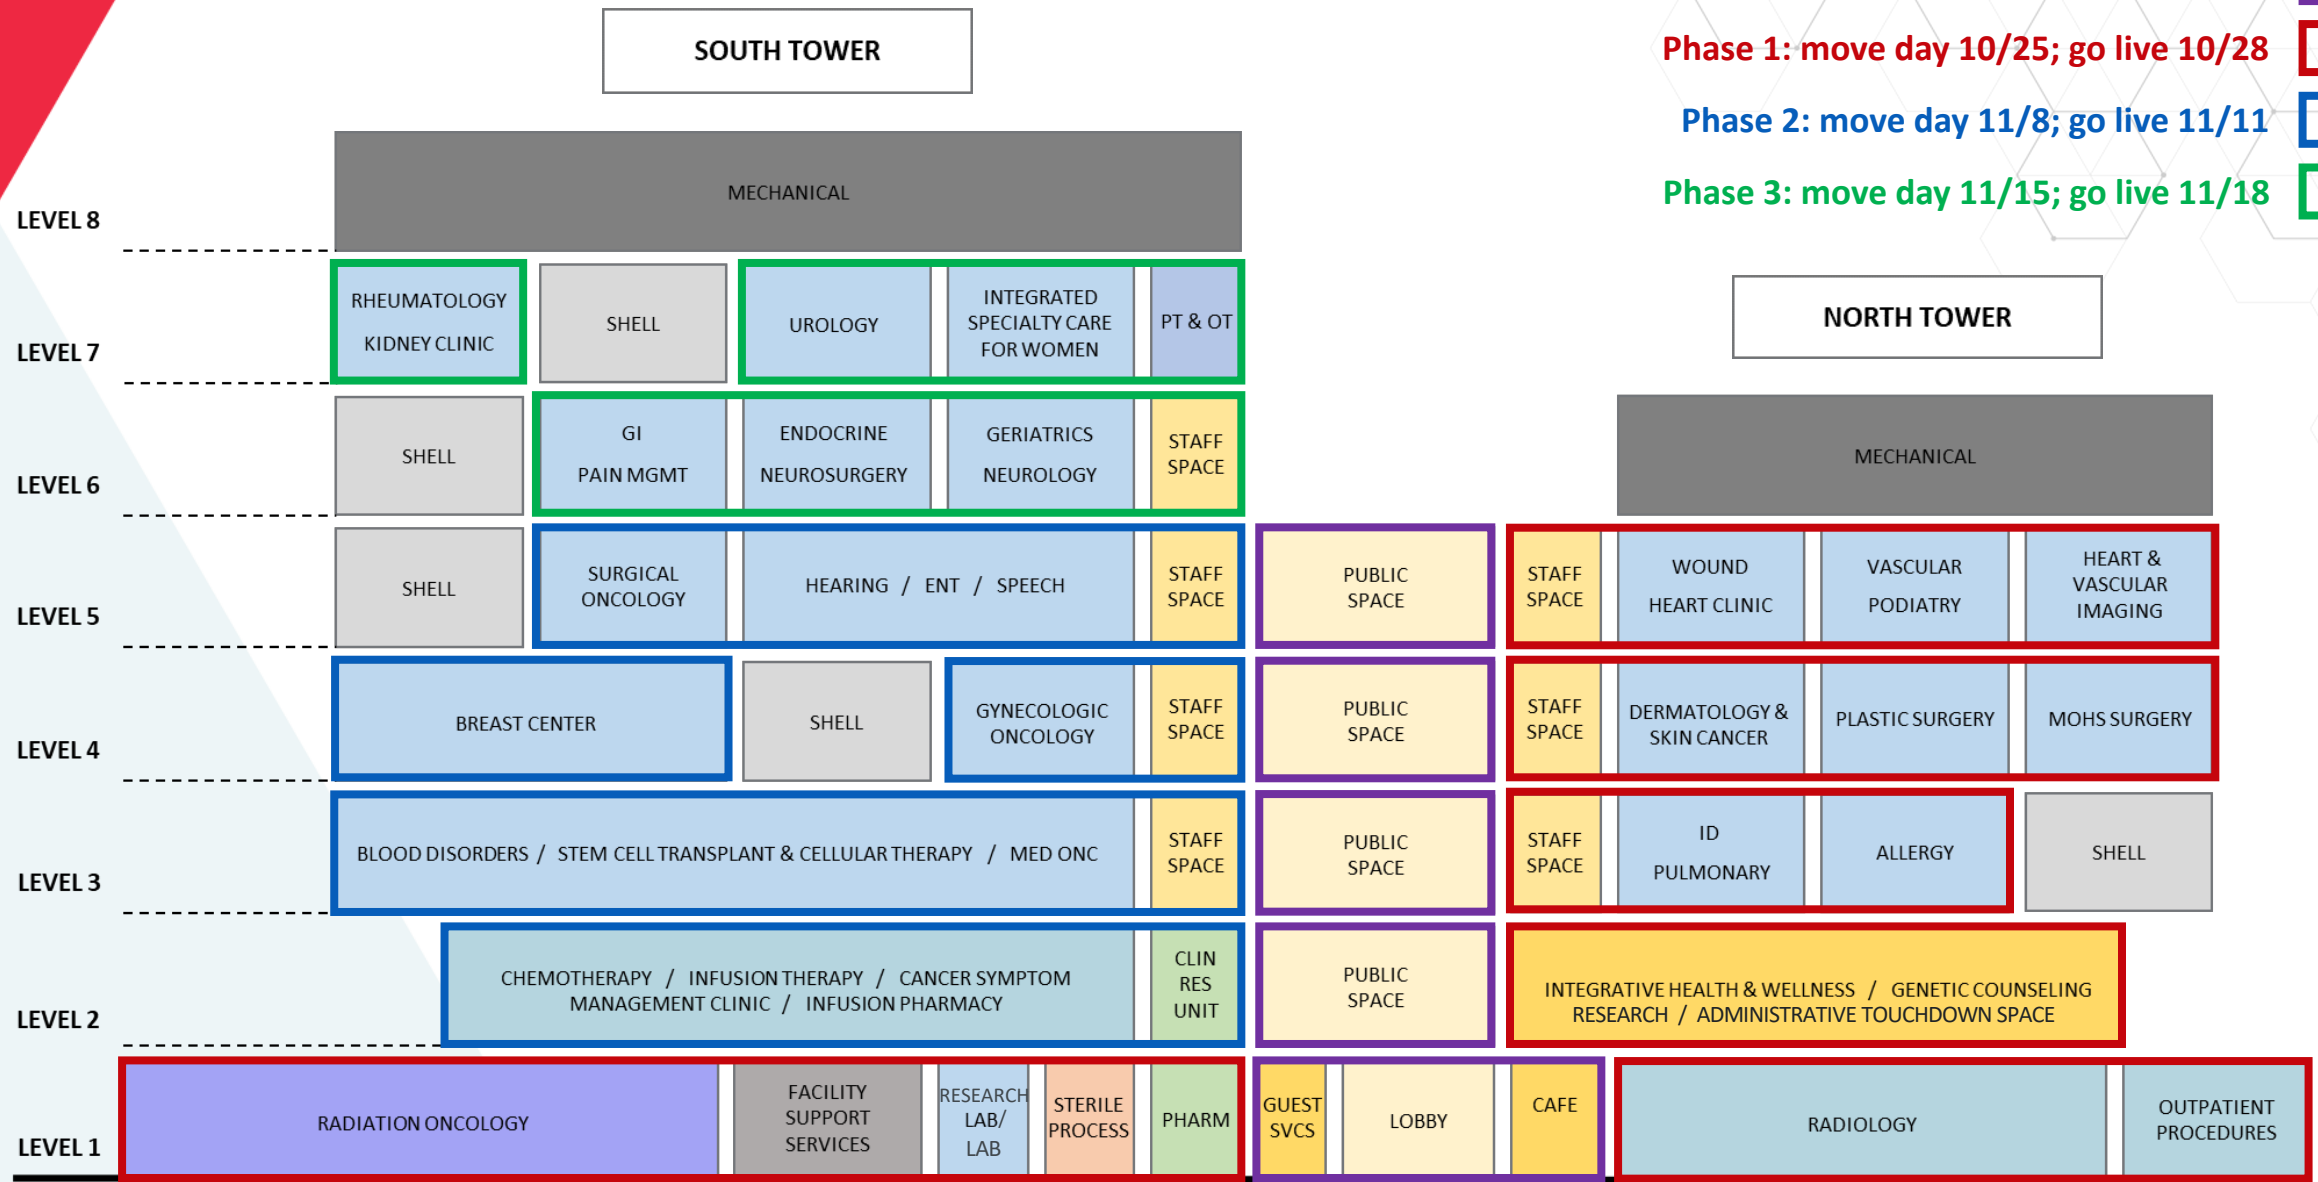 SOUTH TOWER
Phase 1: move day 10/25; go live 10/28
Phase 2: move day 11/8; go live 11/11
Phase 3: move day 11/15; go live 11/18
NORTH TOWER
LEVEL 8
MECHANICAL
LEVEL 7
RHEUMATOLOGY
KIDNEY CLINIC
SHELL
UROLOGY
INTEGRATED
SPECIALTY CARE
FOR WOMEN
PT & OT
LEVEL 6
SHELL
GI
PAIN MGMT
ENDOCRINE
NEUROSURGERY
GERIATRICS
NEUROLOGY
STAFF
SPACE
MECHANICAL
LEVEL 5
SHELL
SURGICAL
ONCOLOGY
HEARING / ENT / SPEECH
STAFF
SPACE
PUBLIC
SPACE
STAFF
SPACE
WOUND
HEART CLINIC
VASCULAR
PODIATRY
HEART &
VASCULAR
IMAGING
LEVEL 4
BREAST CENTER
SHELL
GYNECOLOGIC
ONCOLOGY
STAFF
SPACE
PUBLIC
SPACE
STAFF
SPACE
DERMATOLOGY &
SKIN CANCER
PLASTIC SURGERY
MOHS SURGERY
LEVEL 3
BLOOD DISORDERS / STEM CELL TRANSPLANT & CELLULAR THERAPY / MED ONC
STAFF
SPACE
PUBLIC
SPACE
STAFF
SPACE
ID
PULMONARY
ALLERGY
SHELL
LEVEL 2
CHEMOTHERAPY / INFUSION THERAPY / CANCER SYMPTOM
MANAGEMENT CLINIC / INFUSION PHARMACY
CLIN
RES
UNIT
PUBLIC
SPACE
INTEGRATIVE HEALTH & WELLNESS / GENETIC COUNSELING
RESEARCH / ADMINISTRATIVE TOUCHDOWN SPACE
LEVEL 1
RADIATION ONCOLOGY
FACILITY
SUPPORT
SERVICES
RESEARCH
LAB/
LAB
STERILE
PROCESS
PHARM
GUEST
SVCS
LOBBY
CAFE
RADIOLOGY
OUTPATIENT
PROCEDURES